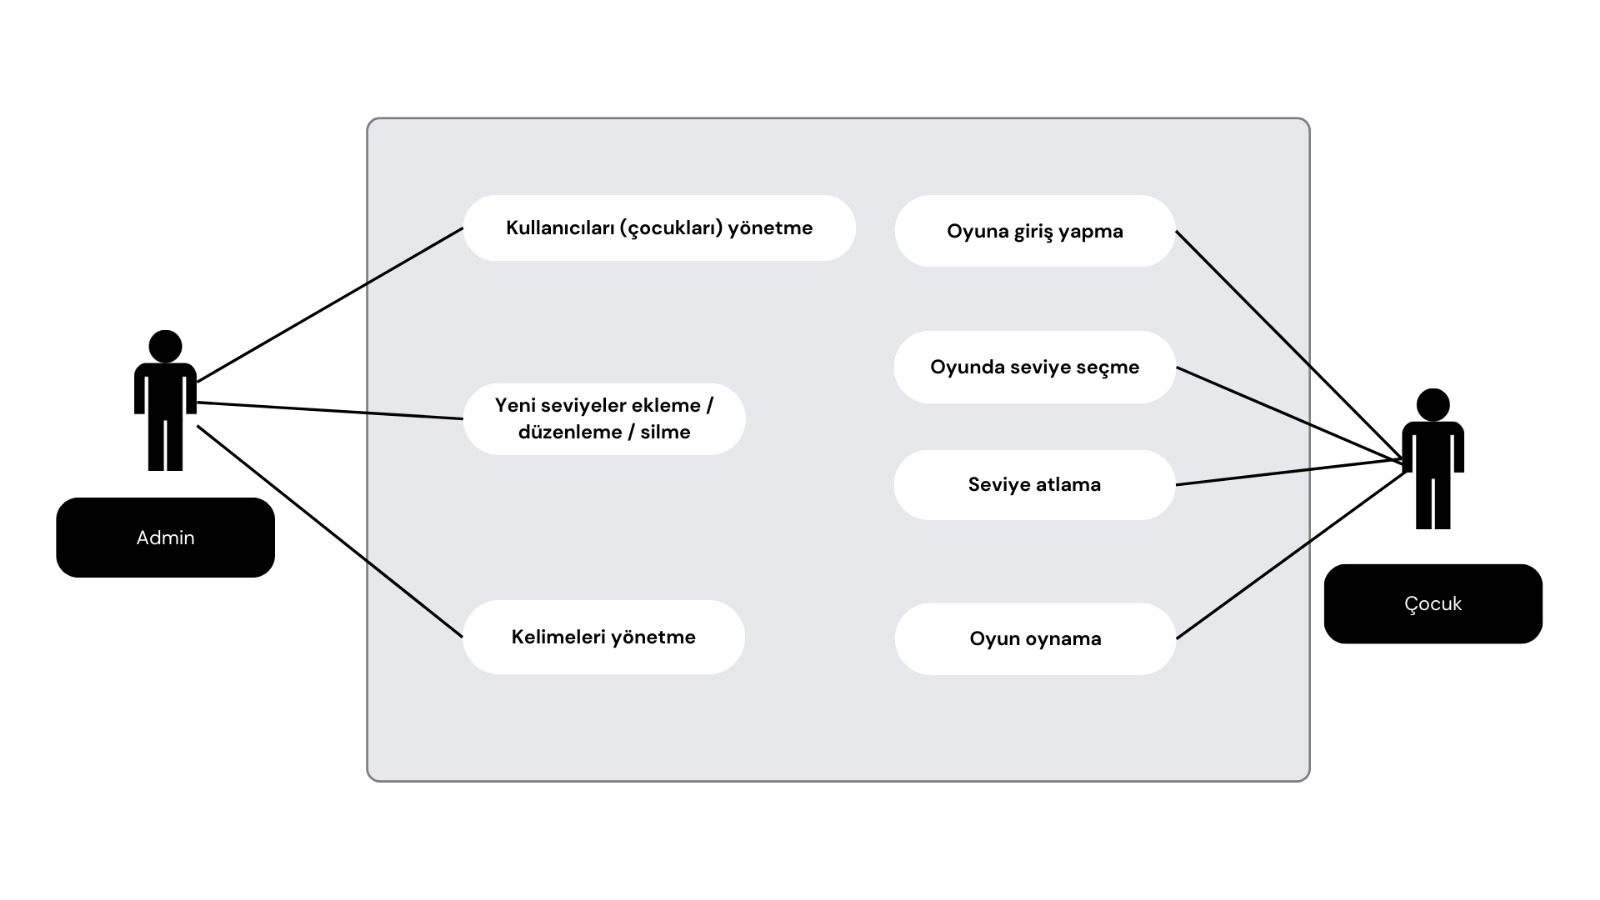 Kullanıcıları (çocukları) yönetme
Oyuna giriş yapma
Oyunda seviye seçme
Yeni seviyeler ekleme /
düzenleme / silme
Seviye atlama
Admin
Çocuk
Kelimeleri yönetme
Oyun oynama